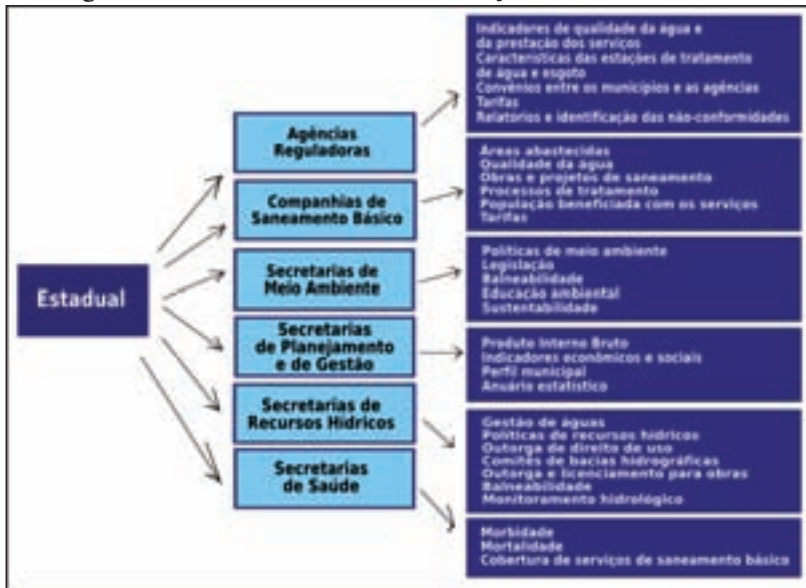 Estadual
Agências
Reguladoras
Companhias de
Saneamento Básico
Secretarias de
Meio Ambiente
Secretarias
de Planejamento
e de Gestão
Secretarias de
Recursos Hídricos
Secretarias
de Saúde
Indicadores de qualidade da água e
da prestação dos serviços
Características das estações de tratamento
de água e esgoto
Convênios entre os municípios e as agências
Tarifas
Relatórios e identificação das não-conformidades
Áreas abastecidas
Qualidade da água
Obras e projetos de saneamento
Processos de tratamento
População beneficiada com os serviços
Tarifas
Políticas de meio ambiente
Legislação
Balneabilidade
Educação ambiental
Sustentabilidade
Produto Interno Bruto
Indicadores econômicos e sociais
Perfil municipal
Anuário estatístico
Gestão de águas
Políticas de recursos hídricos
Outorga de direito de uso
Comitês de bacias hidrográficas
Outorga e licenciamento para obras
Balneabilidade
Monitoramento hidrológico
Morbidade
Mortalidade
Cobertura de serviços de saneamento básico